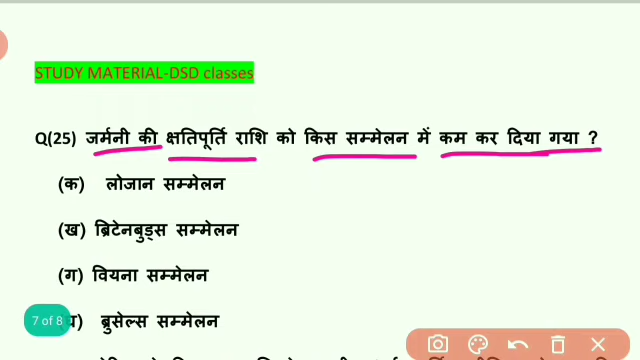 STUDY MATERIAL-DSD classes
Q(25) जर्मनी की क्षतिपूर्ति राशि को किस सम्मेलन में कम कर दिया गया ?
(क) लोजान सम्मेलन
(ख) ब्रिटेनबुड्स सम्मेलन
(ग) वियना सम्मेलन
ब्रुसेल्स सम्मेलन
7 of 8